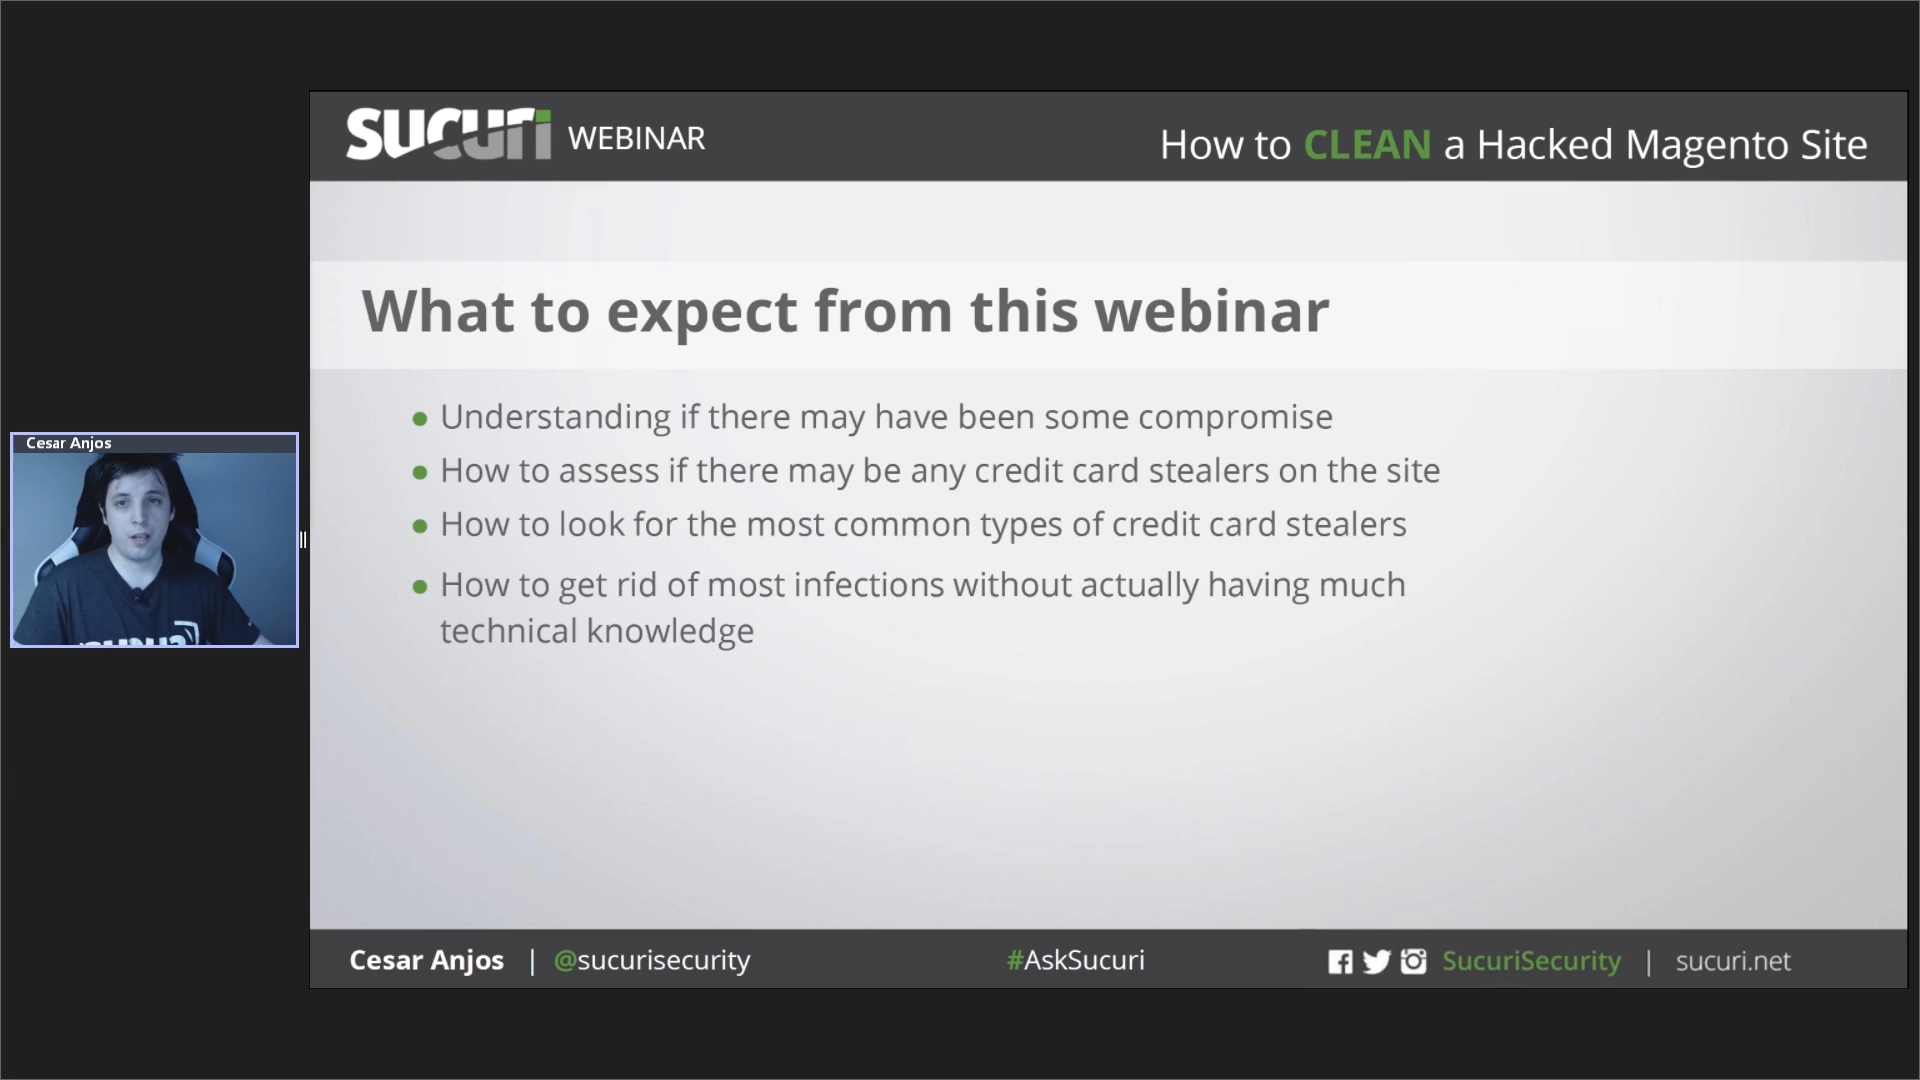 sucuri WEBINAR
How to CLEAN a Hacked Magento Site
What to expect from this webinar
Understanding if there may have been some compromise
How to assess if there may be any credit card stealers on the site
How to look for the most common types of credit card stealers
How to get rid of most infections without actually having much
technical knowledge
Cesar Anjos
Cesar Anjos | @sucurisecurity
#AskSucuri
SucuriSecurity | sucuri.net